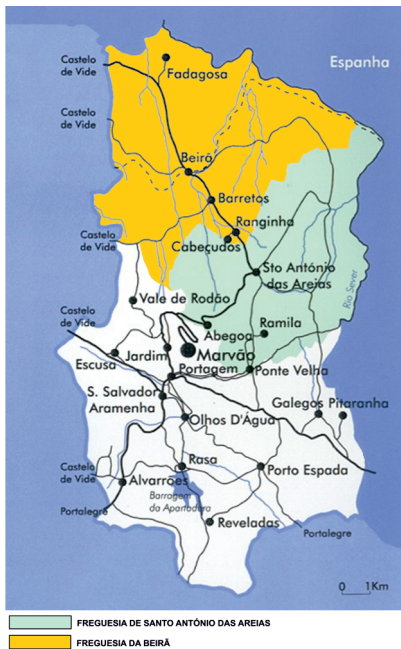 Castelo
de Vide
Fadagosa
Espanha
Castelo
de Vide
Beirã
Barretos
Ranginha
Castelo
de Vide
Cabeçudos
Sto António
das Areias
Rio Sever
Vale de Rodão
Castelo
de Vide
Abegoa
Ramila
Jardim
Marvão
Escusa
Portagem
Ponte Velha
S. Salvador
Aramenha
Galegos
Pitaranha
Olhos D'Água
Castelo
de Vide
Rasa
Porto Espada
Alvarrões
Barragem
da Apartadura
Portalegre
Reveladas
Portalegre
0 1Km
FREGUESIA DE SANTO ANTÓNIO DAS AREIAS
FREGUESIA DA BEIRÃ